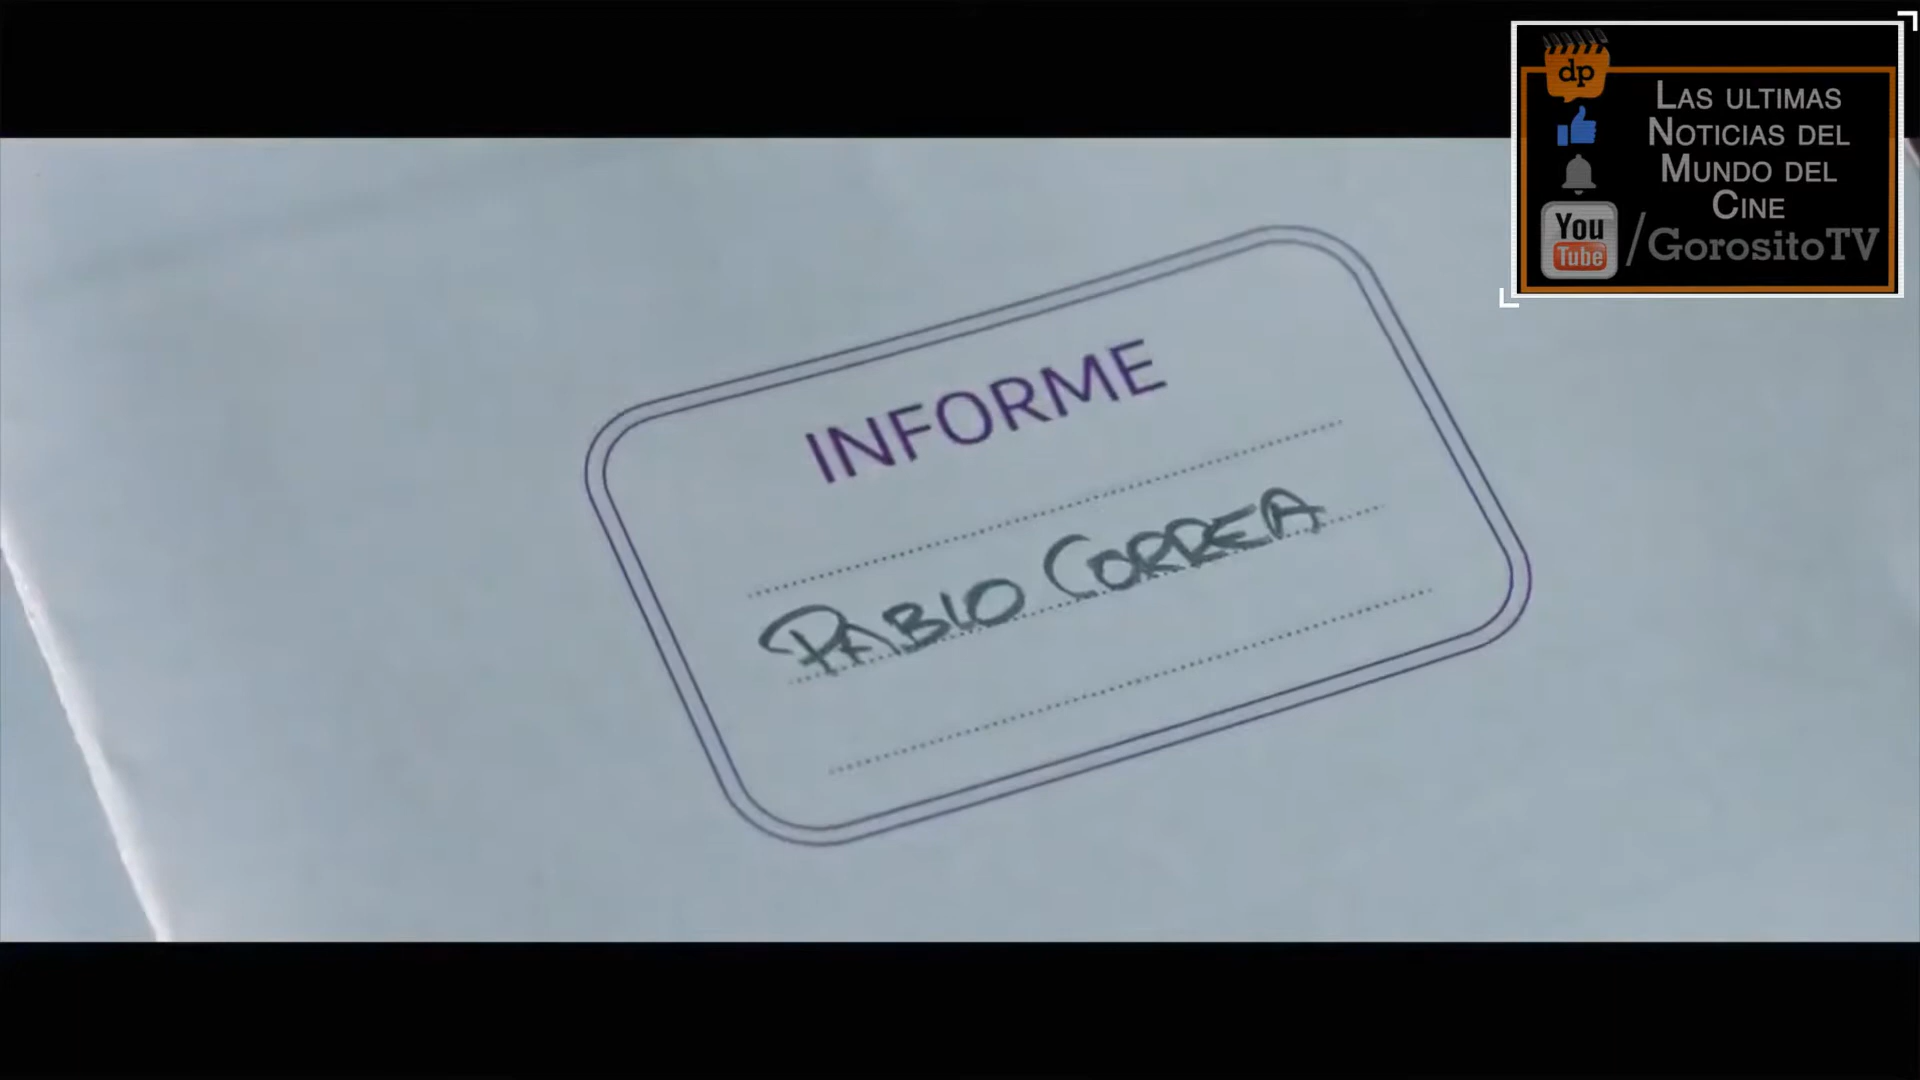 dp
LAS ULTIMAS
NOTICIAS DEL
MUNDO DEL
CINE
You
Tube
/GorositoTV
INFORME
PABLO CORREA